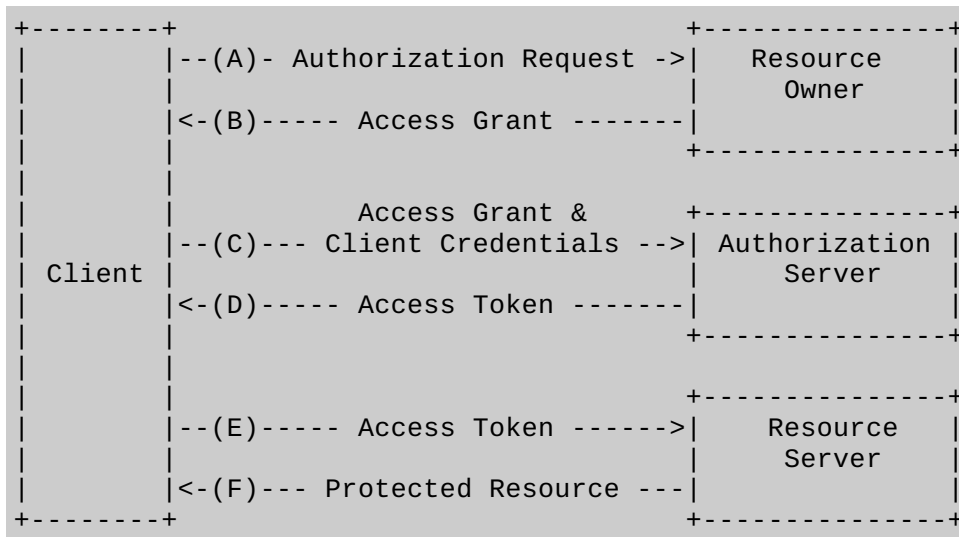 +--------+                               +---------------+
|        |--(A)- Authorization Request ->|   Resource    |
|        |                               |     Owner     |
|        |<-(B)----- Access Grant -------|               |
|        |                               +---------------+
|        |
|        |         Access Grant &        +---------------+
|        |--(C)--- Client Credentials -->| Authorization |
| Client |                               |     Server    |
|        |<-(D)----- Access Token -------|               |
|        |                               +---------------+
|        |
|        |                               +---------------+
|        |--(E)----- Access Token ------>|    Resource   |
|        |                               |     Server    |
|        |<-(F)--- Protected Resource ---|               |
+--------+                               +---------------+